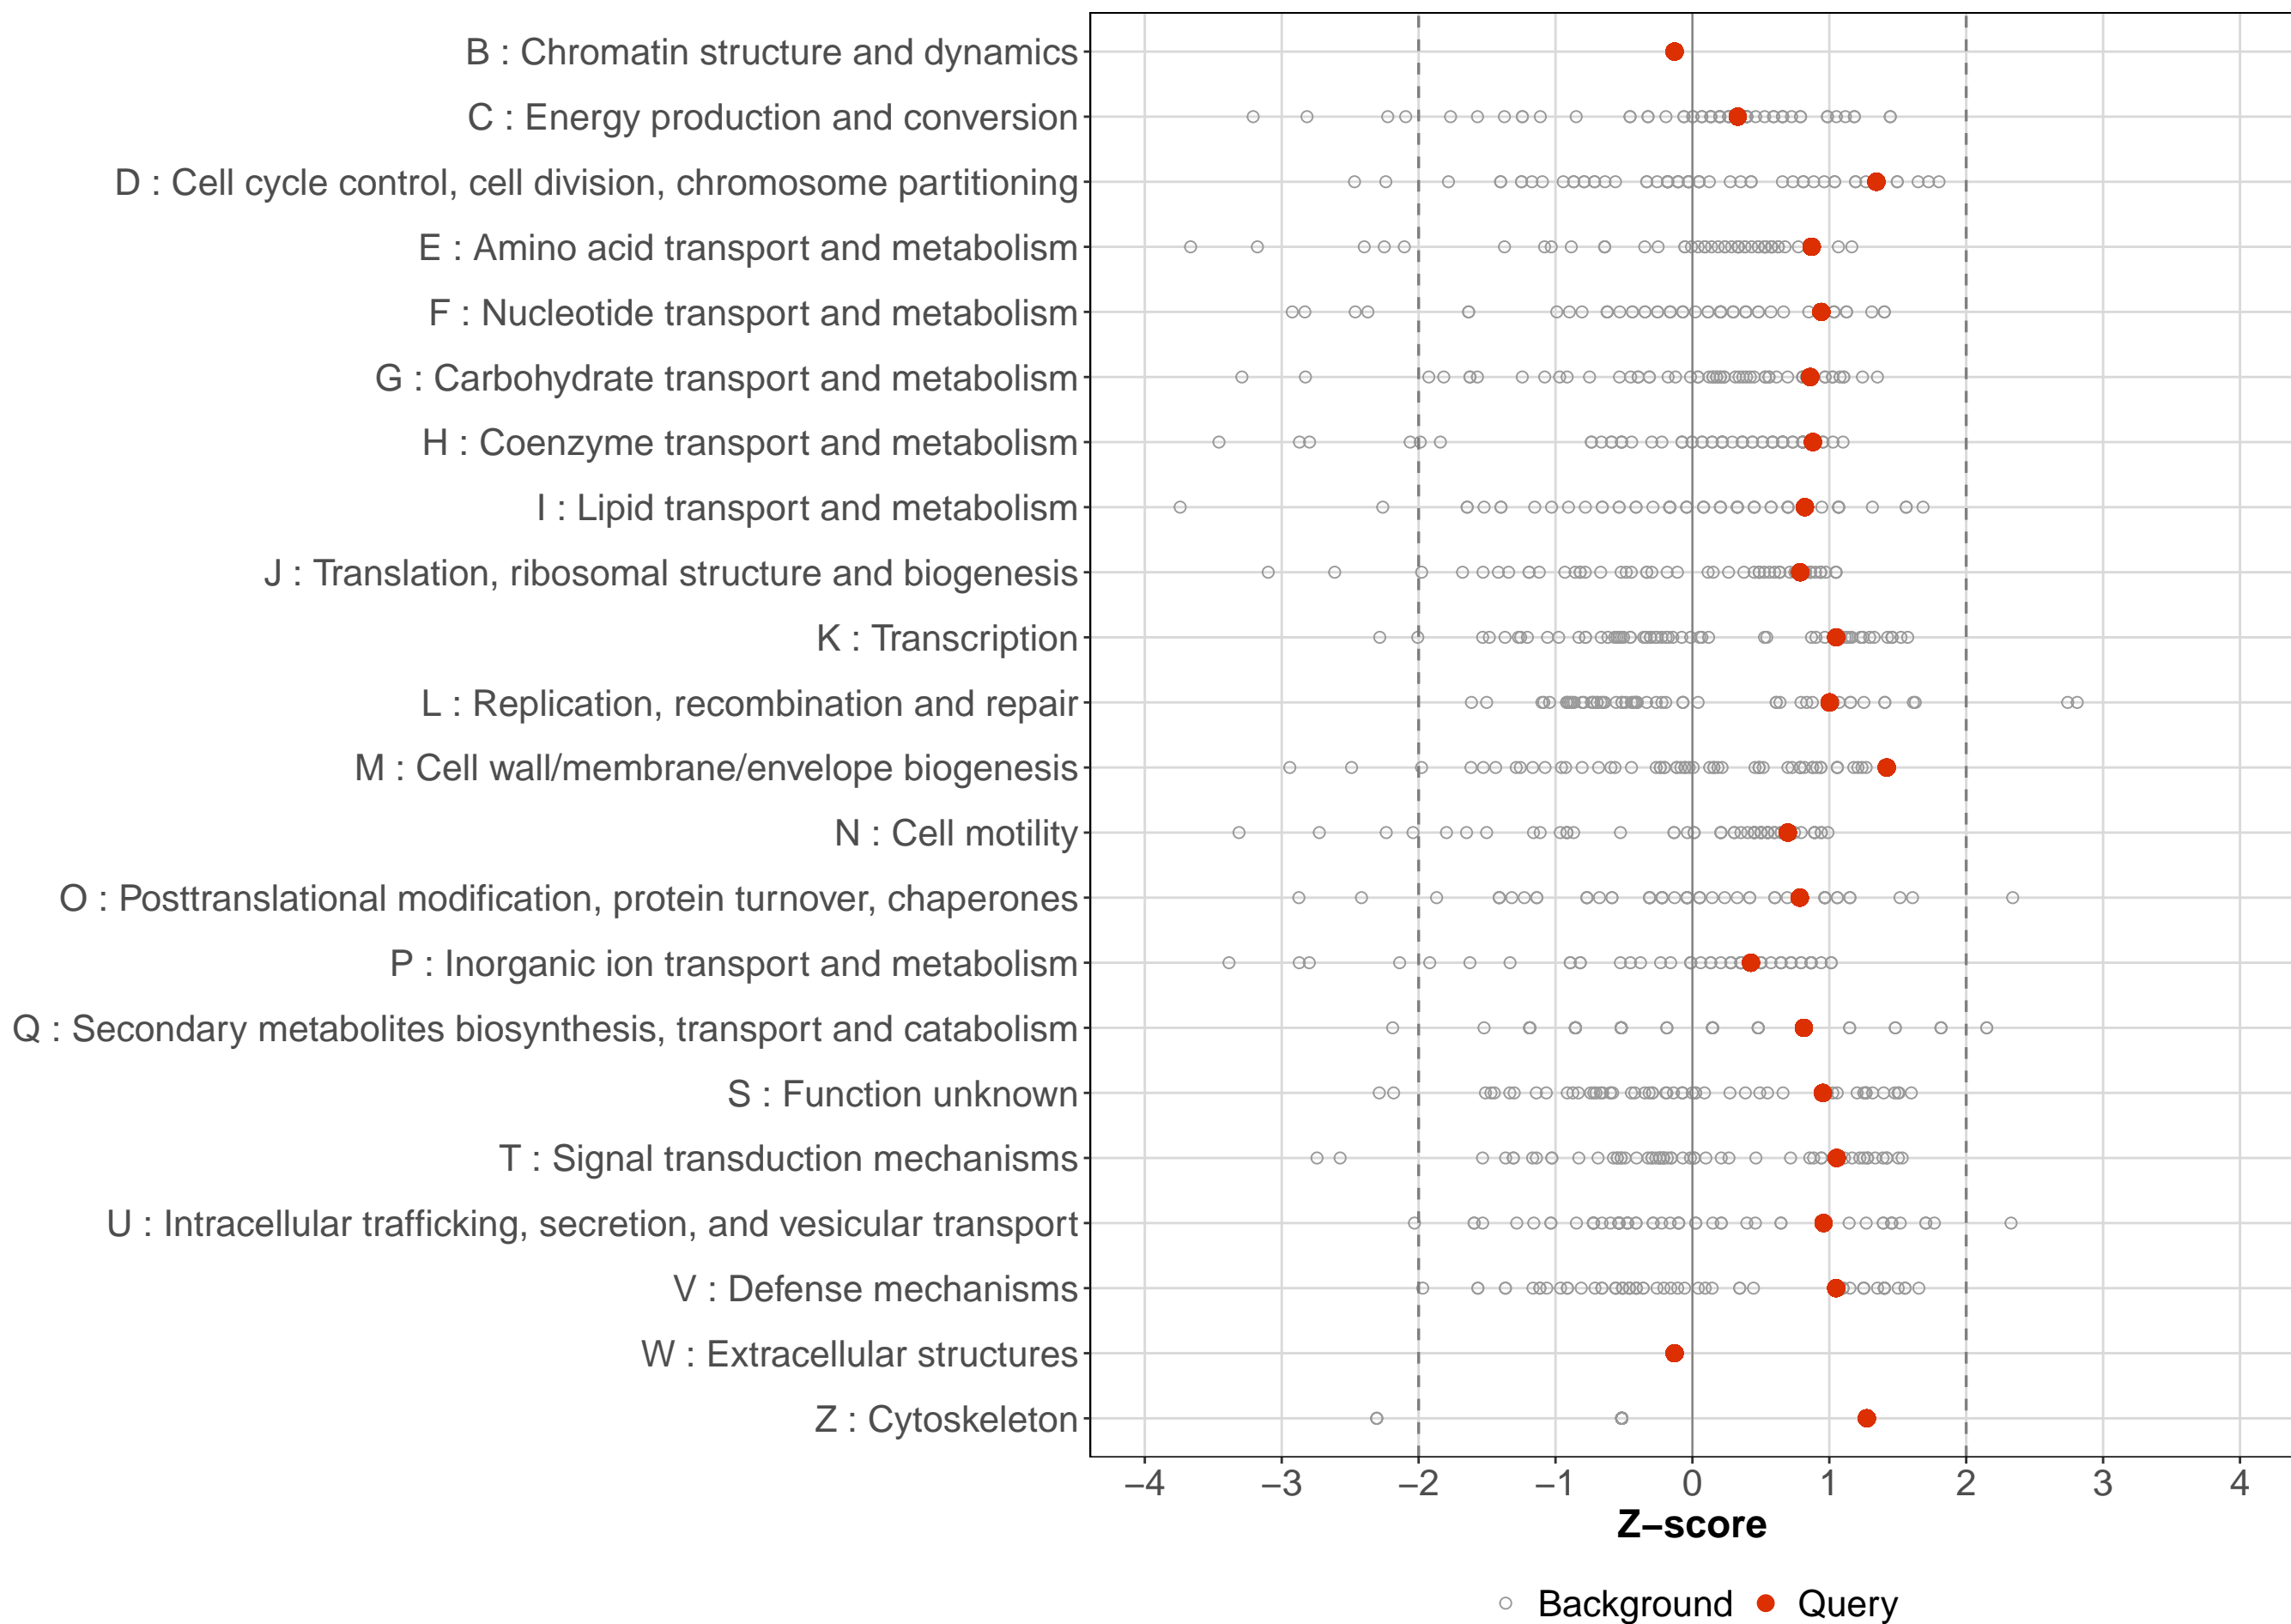 B : Chromatin structure and dynamics
C : Energy production and conversion
D : Cell cycle control, cell division, chromosome partitioning
E : Amino acid transport and metabolism
F : Nucleotide transport and metabolism
G : Carbohydrate transport and metabolism
H : Coenzyme transport and metabolism
I : Lipid transport and metabolism
J : Translation, ribosomal structure and biogenesis
K : Transcription
L : Replication, recombination and repair
M : Cell wall/membrane/envelope biogenesis
N : Cell motility
O : Posttranslational modification, protein turnover, chaperones
P : Inorganic ion transport and metabolism
Q : Secondary metabolites biosynthesis, transport and catabolism
S : Function unknown
T : Signal transduction mechanisms
U : Intracellular trafficking, secretion, and vesicular transport
V : Defense mechanisms
W : Extracellular structures
Z : Cytoskeleton
−4 −3 −2 −1 0 1 2 3 4
Z−score
Background Query